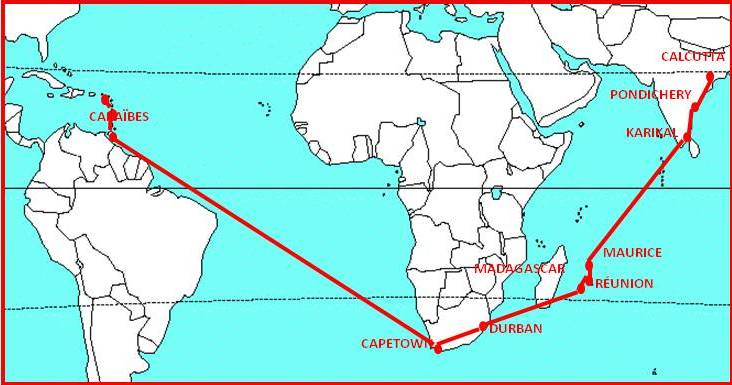 CALCUTTA
PONDICHERY
CARAÏBES
KARIKAL
MAURICE
MADAGASCAR
RÉUNION
DURBAN
CAPETOWN